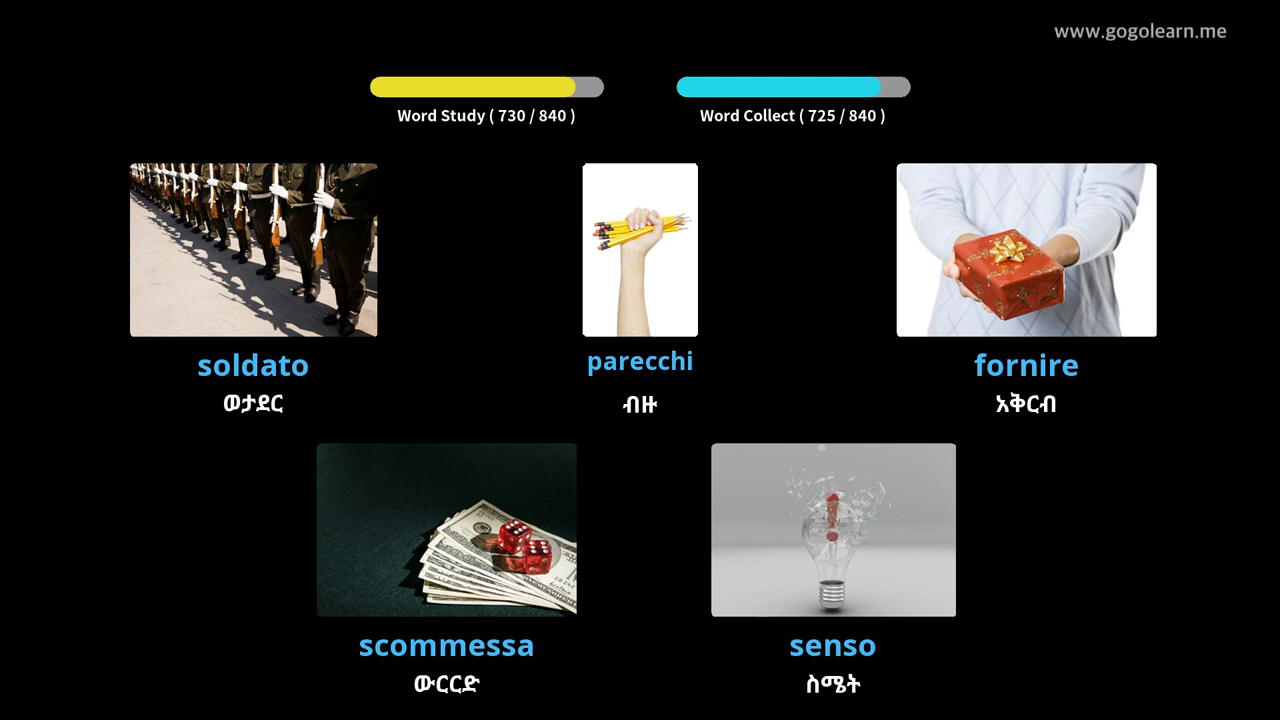 www.gogolearn.me
Word Study ( 730 / 840 )
Word Collect ( 725 / 840 )
soldato
ወታደር
parecchi
ብዙ
fornire
አቅርብ
scommessa
ውርርድ
senso
ስሜት